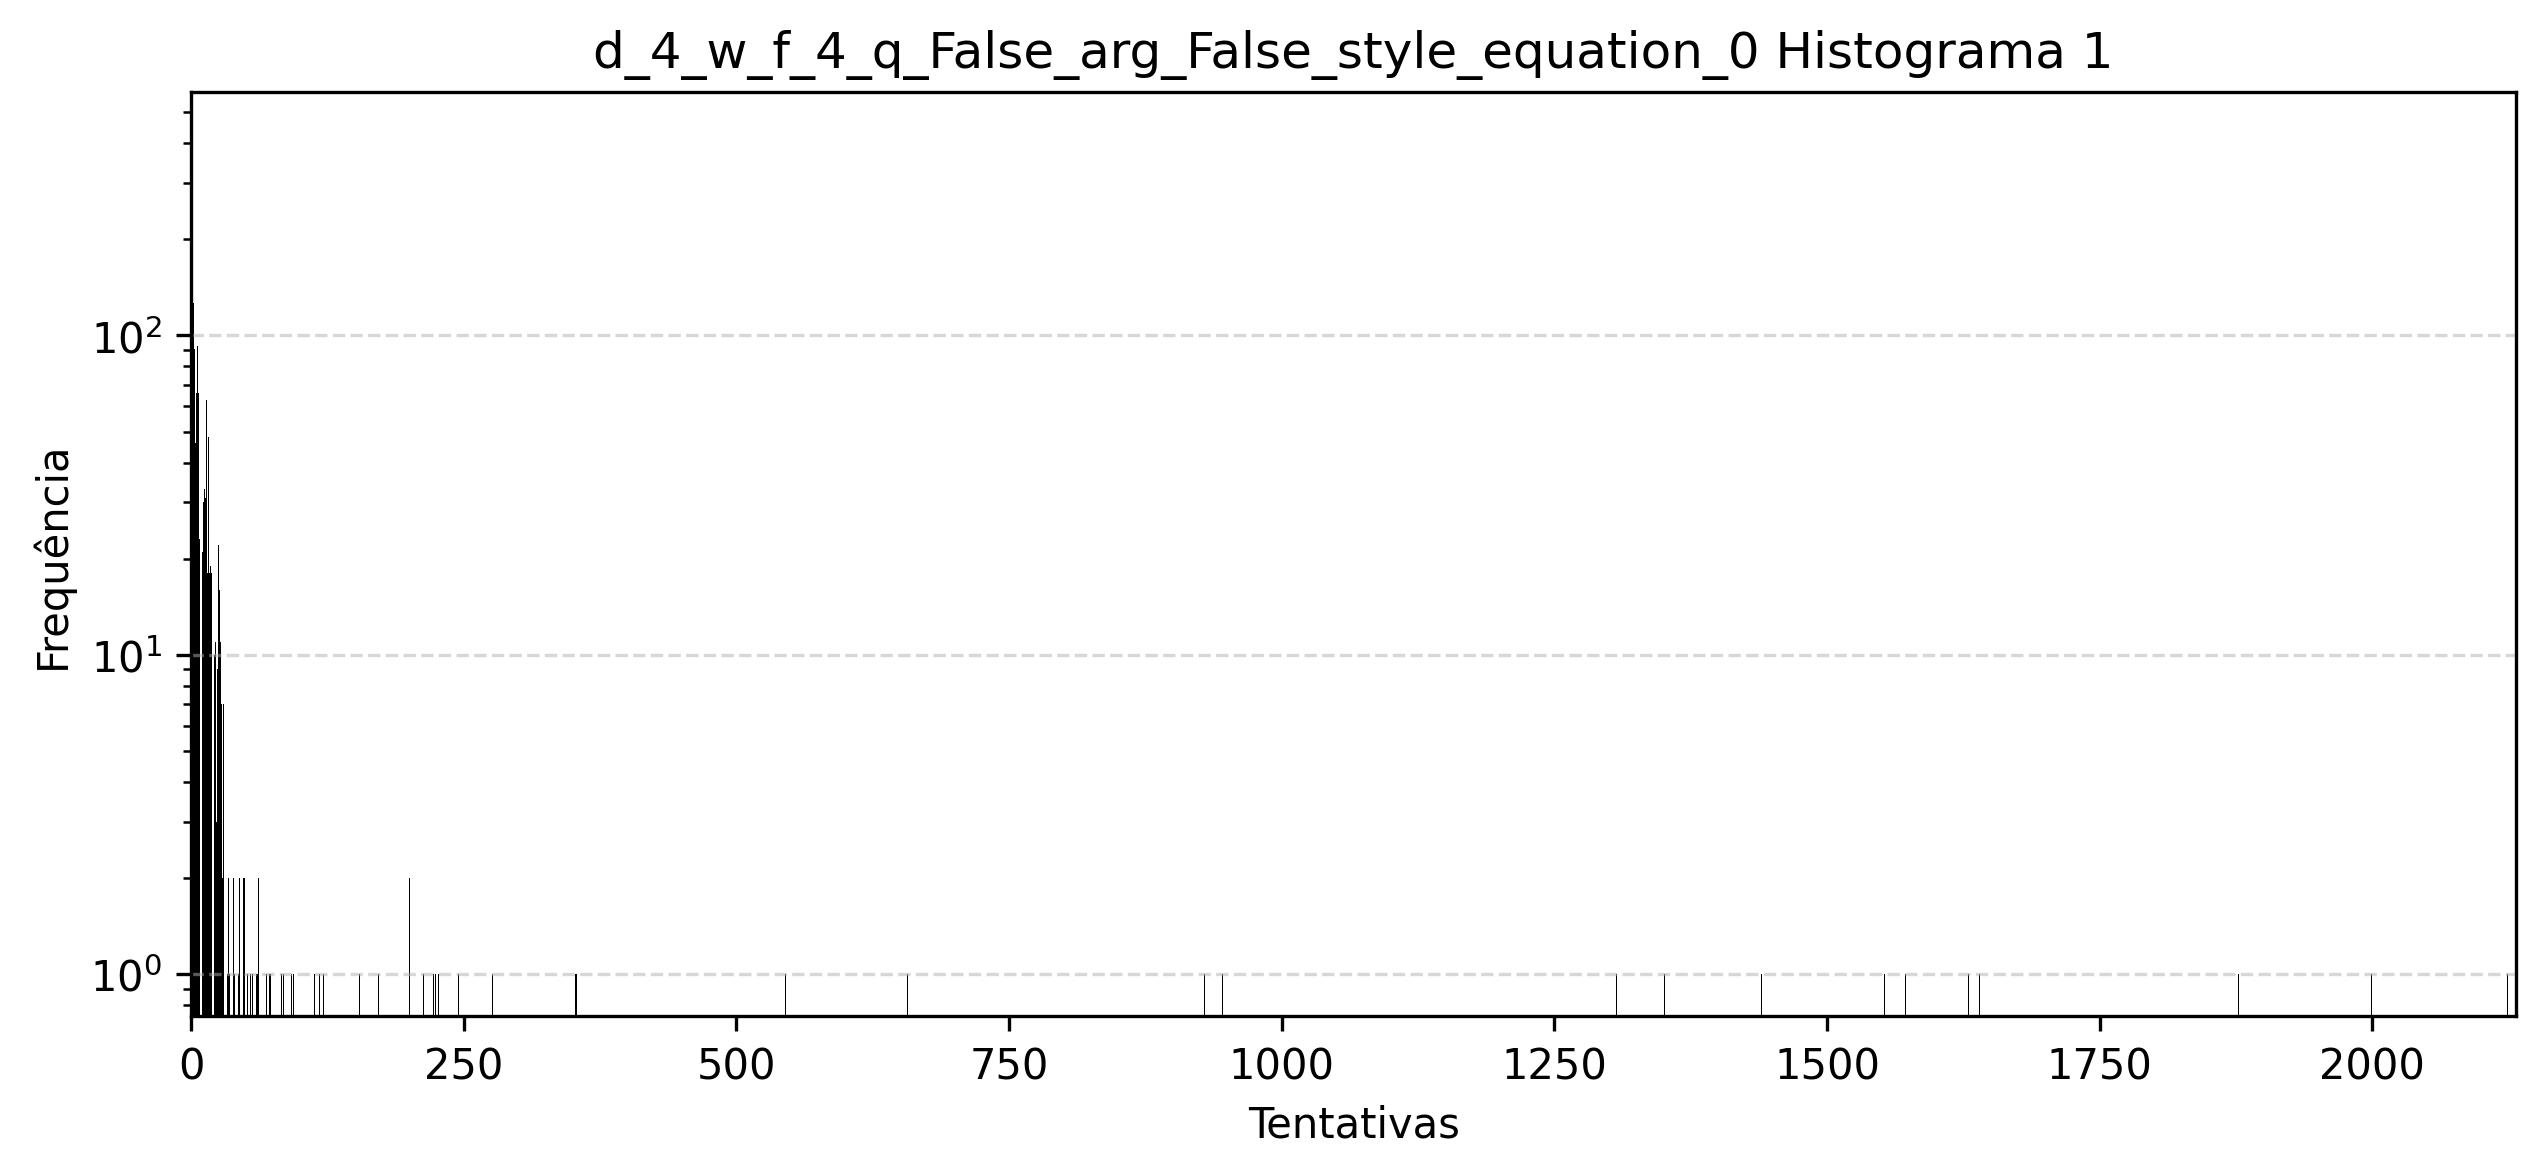 d_4_w_f_4_q_False_arg_False_style_equation_0 Histograma 1
Frequência
10²
10¹
10⁰
0 250 500 750 1000 1250 1500 1750 2000
Tentativas